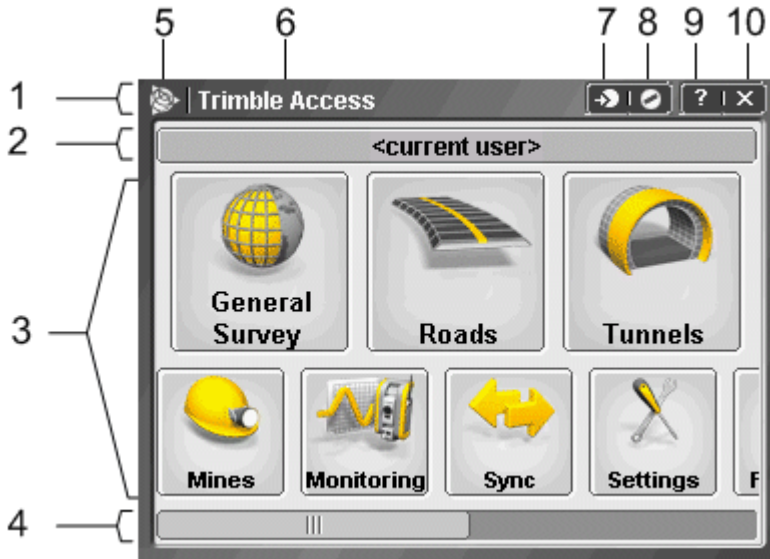 5 6 7 8 9 10
1 Trimble Access ?
2 <current user>
3
General
Survey
Roads
Tunnels
Mines
Monitoring
Sync
Settings
F
4